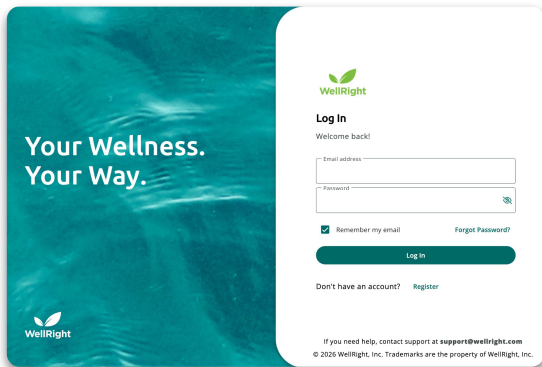 Your Wellness.
Your Way.
WellRight
WellRight
Log In
Welcome back!
Email address
Password
Remember my email
Forgot Password?
Log In
Don't have an account? Register
If you need help, contact support at support@wellright.com
© 2026 WellRight, Inc. Trademarks are the property of WellRight, Inc.